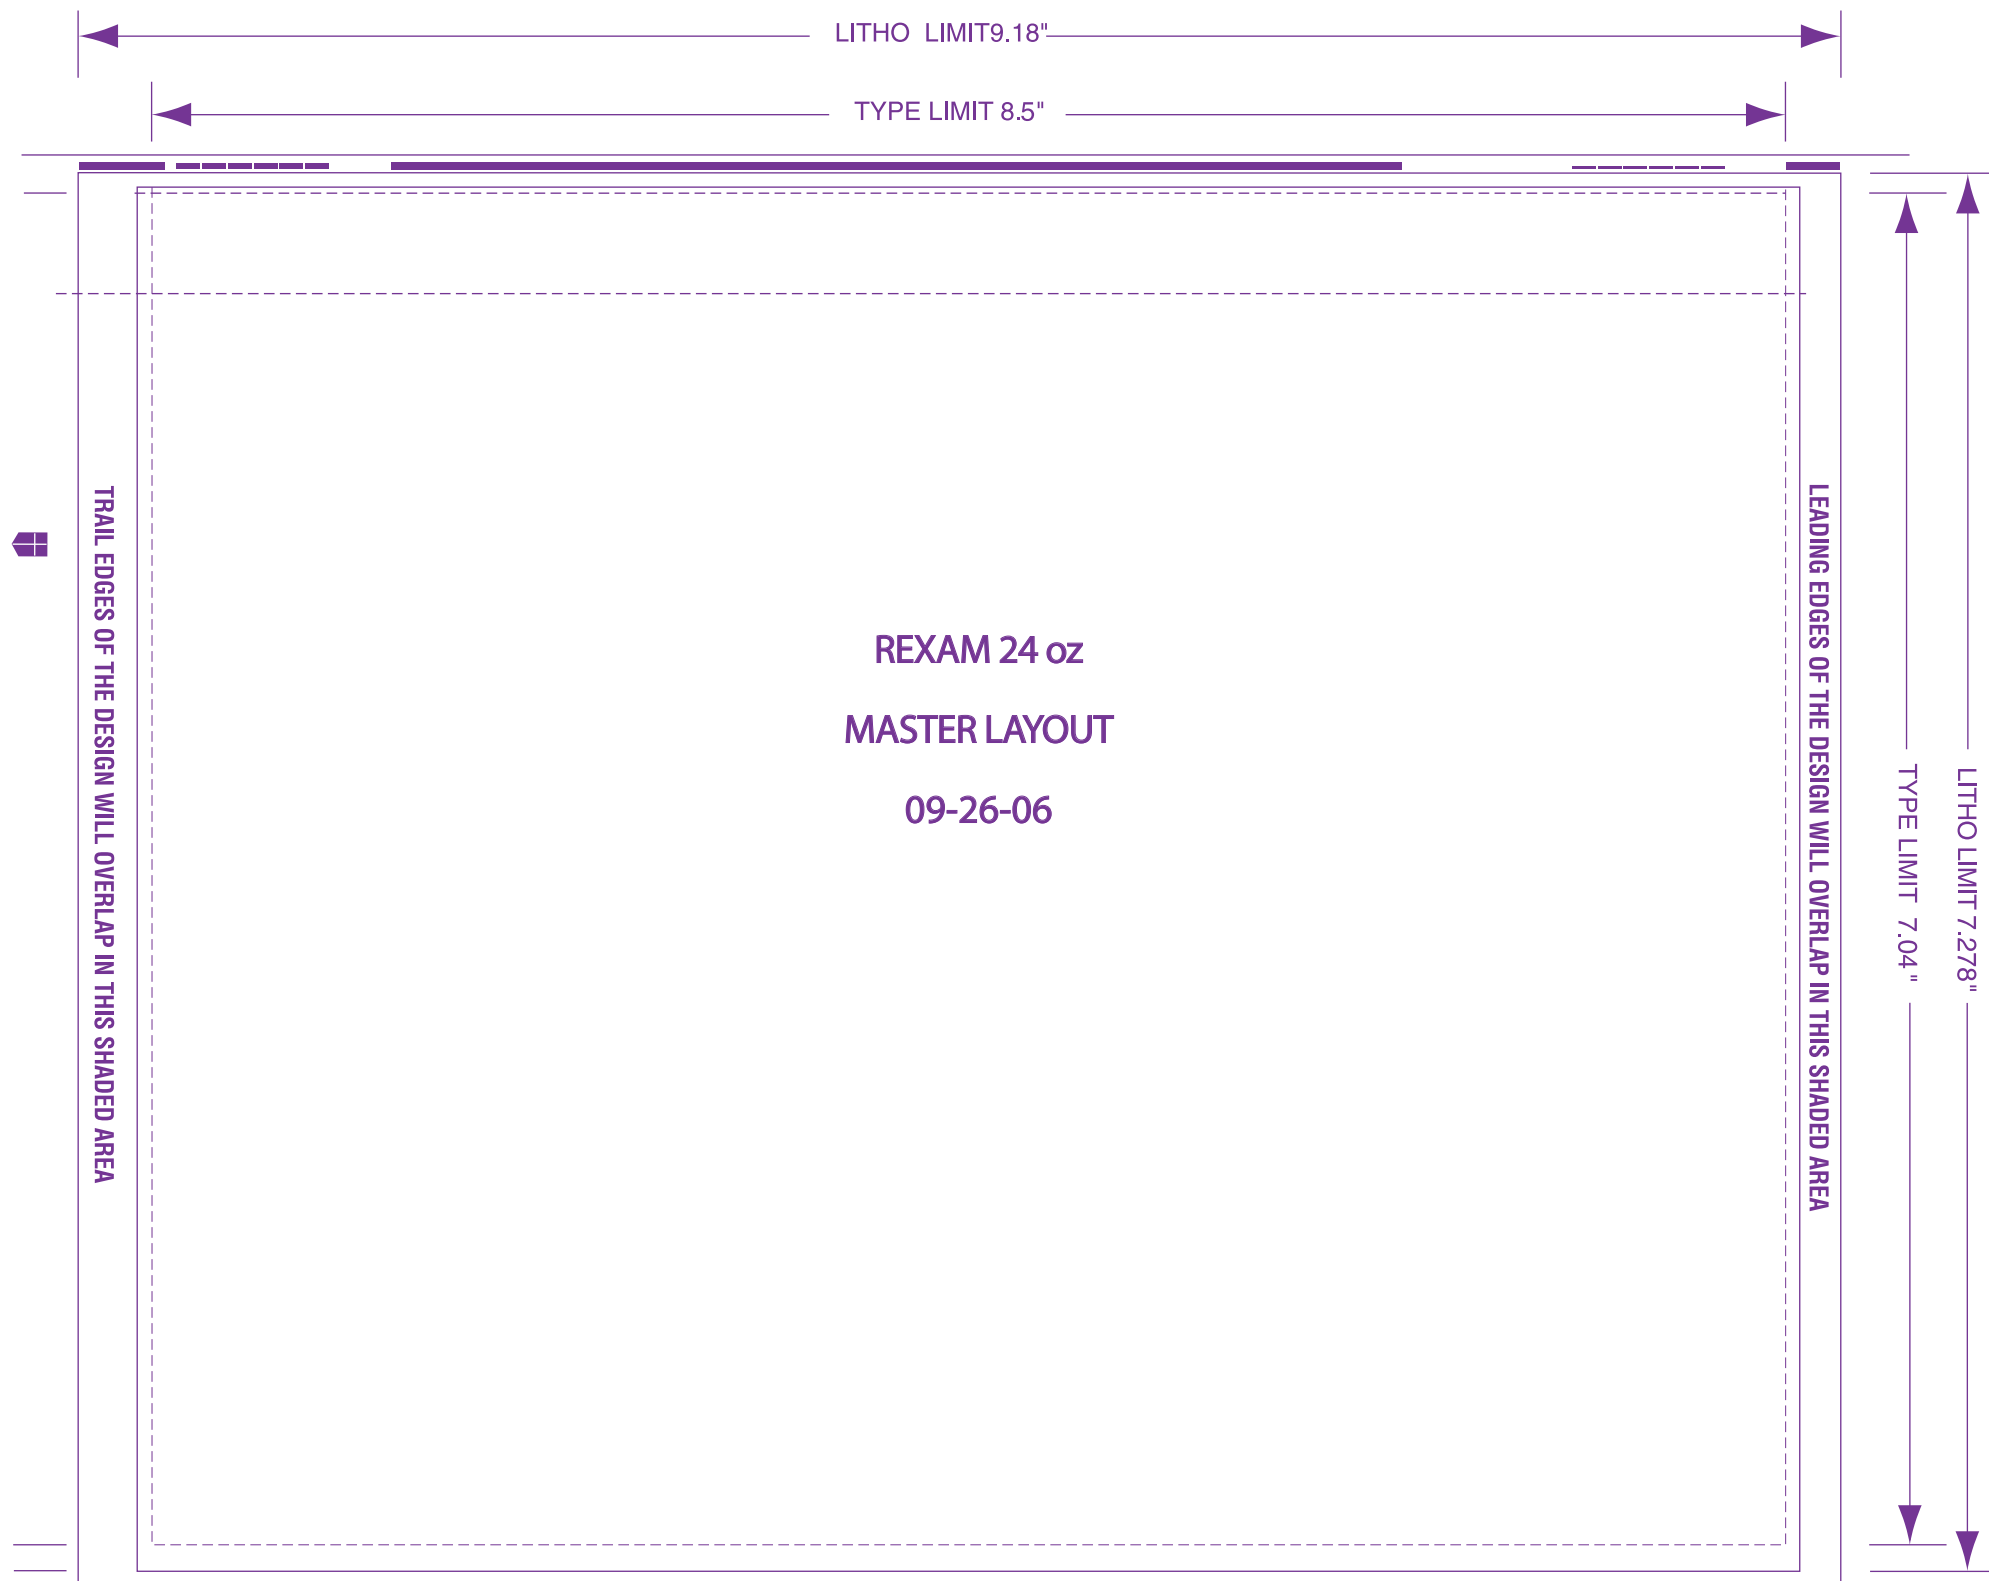 LITHO LIMIT9.18"
TYPE LIMIT 8.5"
TRAIL EDGES OF THE DESIGN WILL OVERLAP IN THIS SHADED AREA
REXAM 24 oz
MASTER LAYOUT
09-26-06
LEADING EDGES OF THE DESIGN WILL OVERLAP IN THIS SHADED AREA
TYPE LIMIT 7.04"
LITHO LIMIT 7.278"